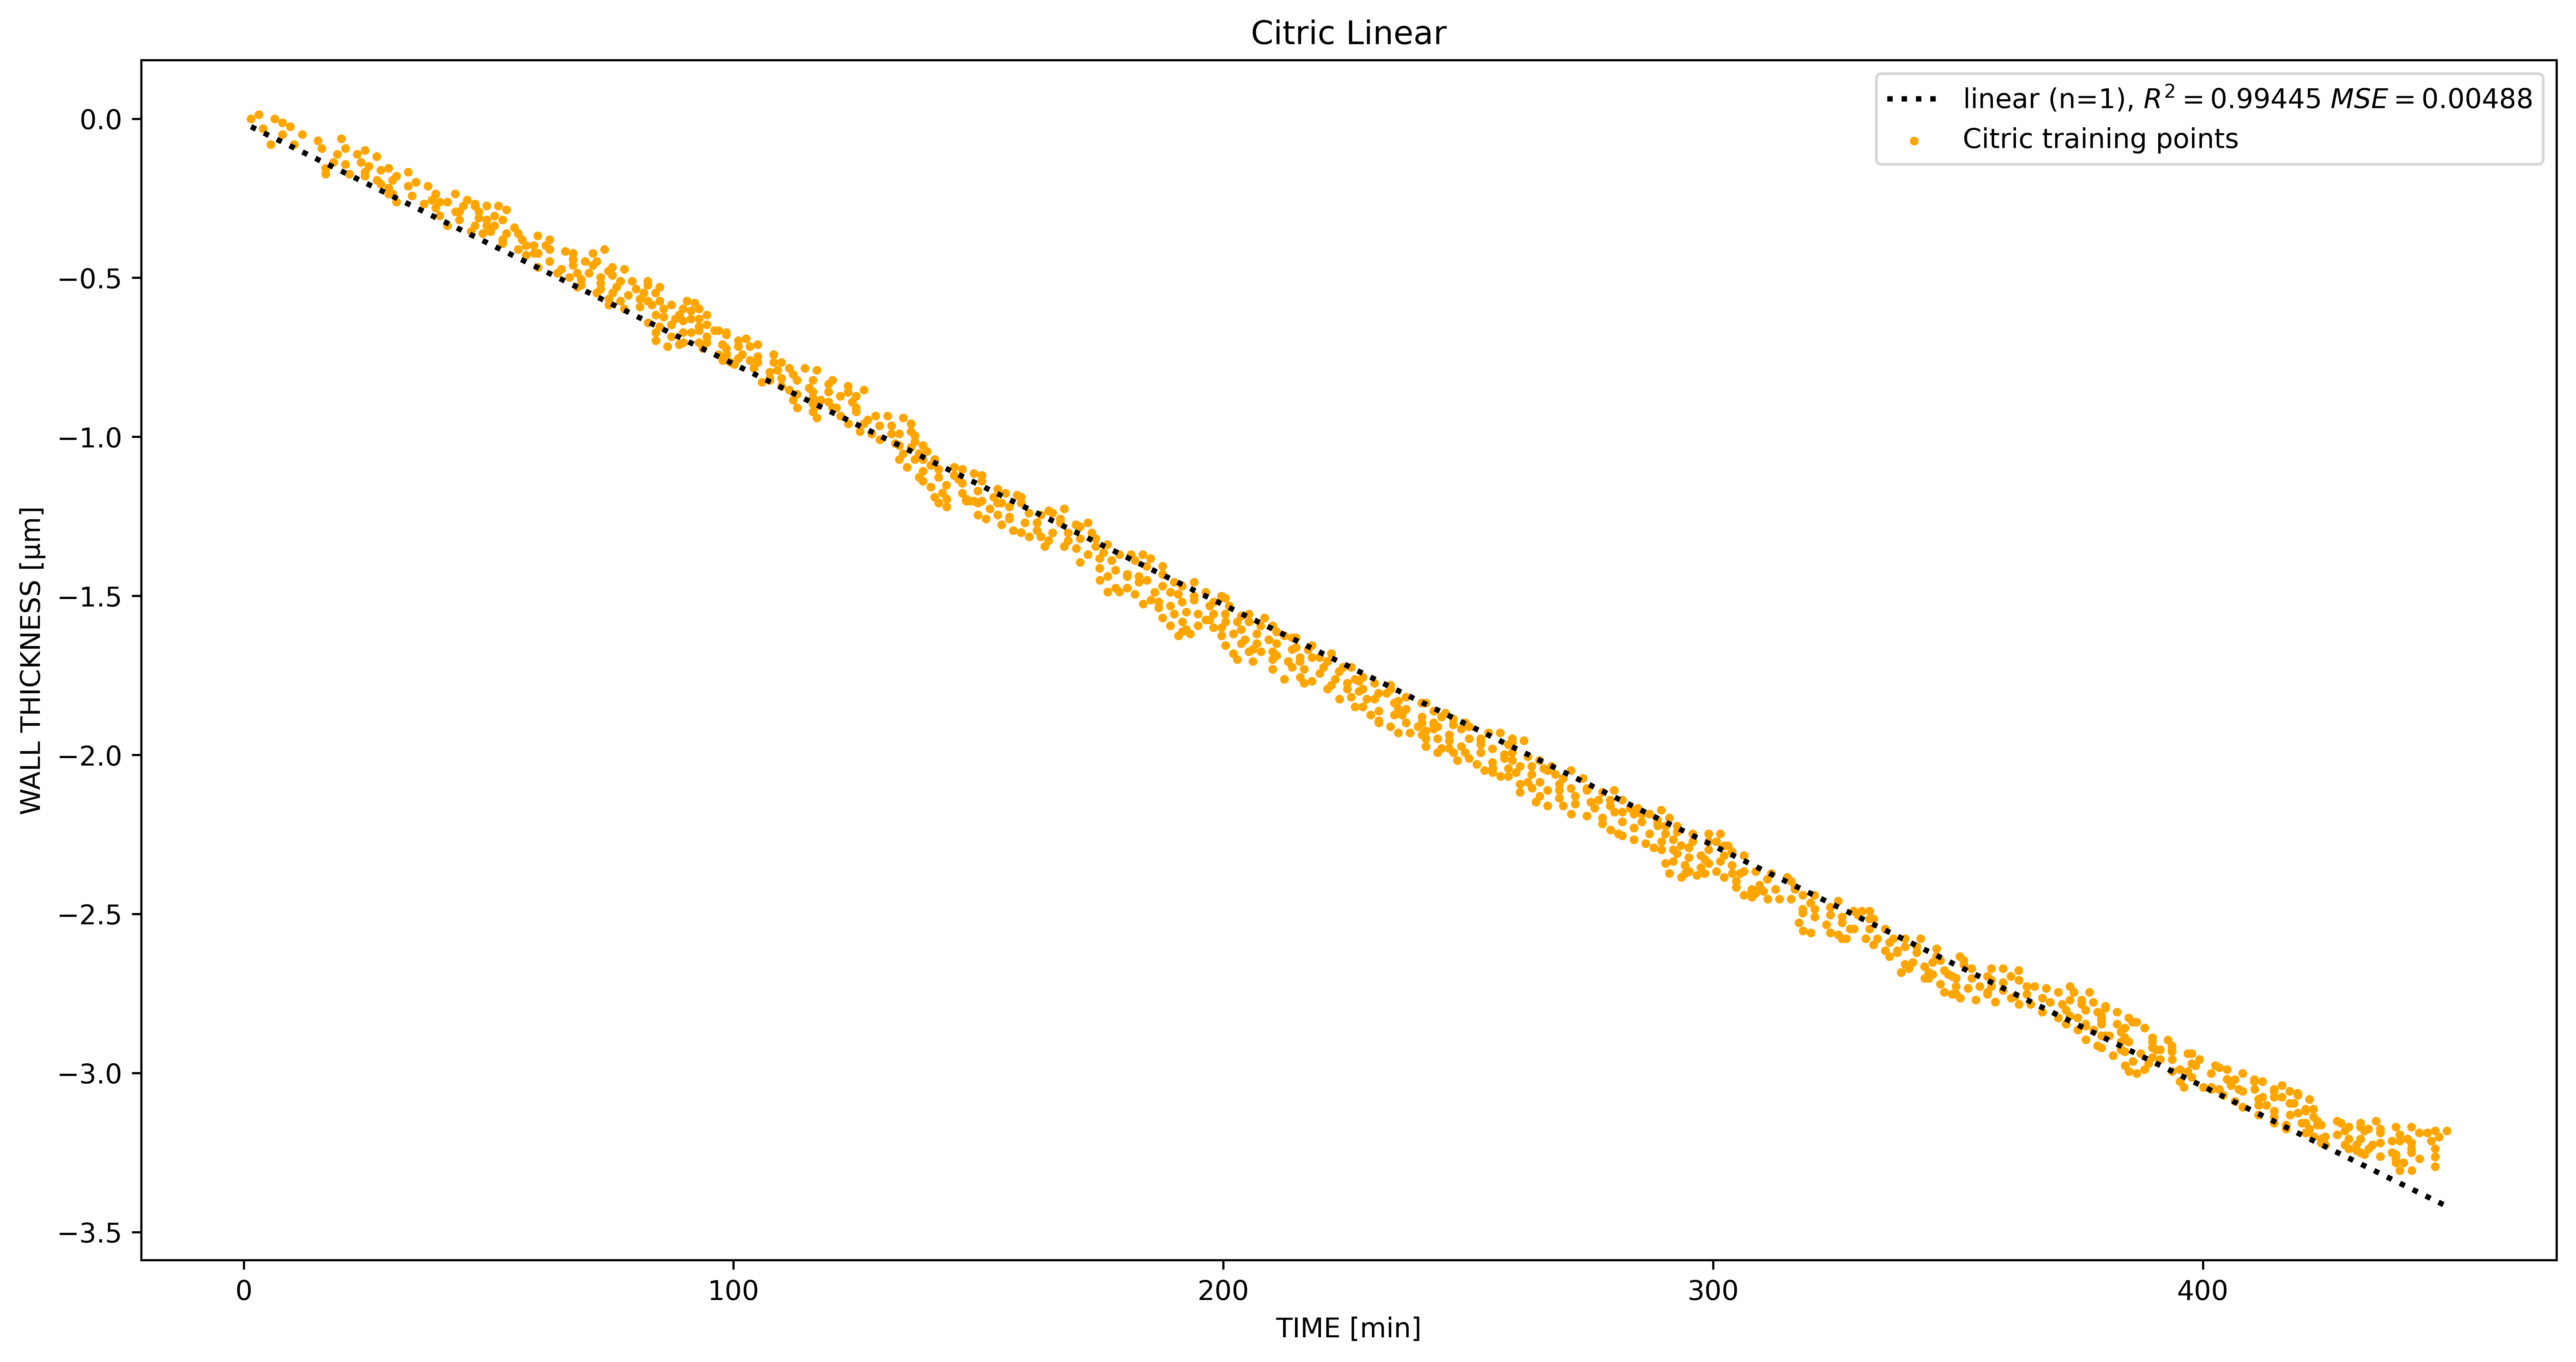 Citric Linear
linear (n=1), R² = 0.99445 MSE = 0.00488
Citric training points
WALL THICKNESS [µm]
0.0
−0.5
−1.0
−1.5
−2.0
−2.5
−3.0
−3.5
0 100 200 300 400
TIME [min]